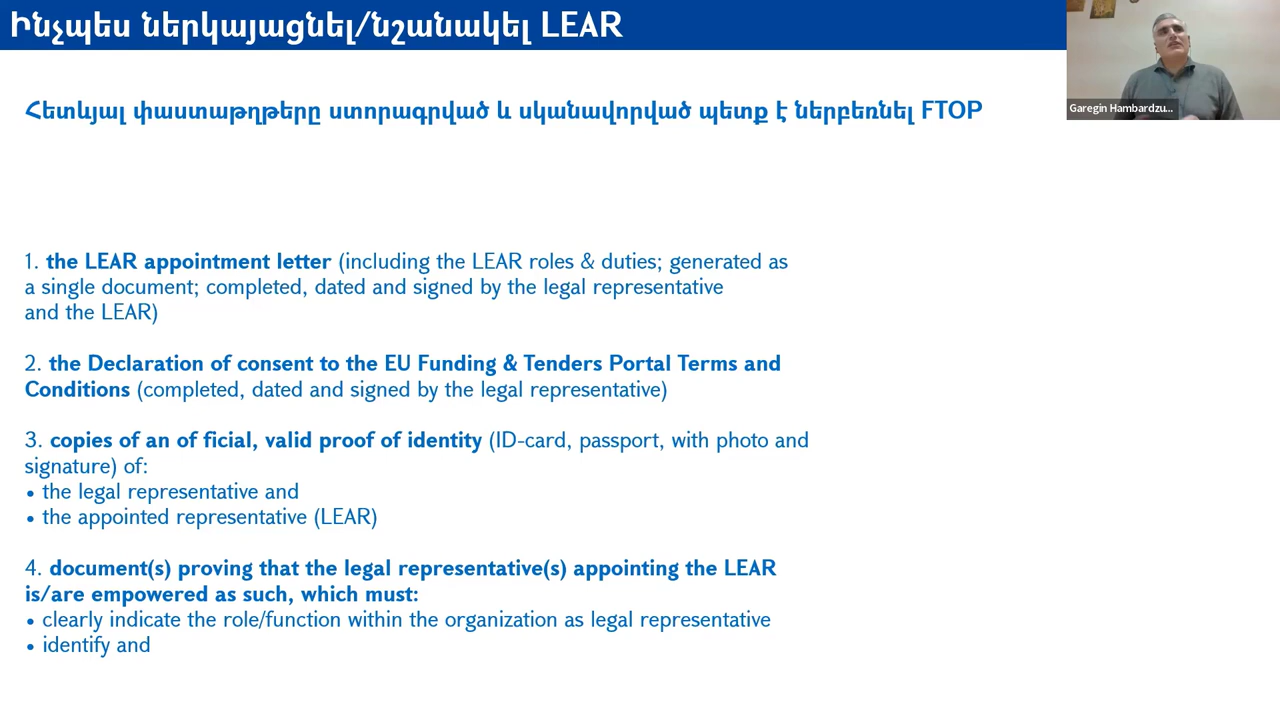 Ինչպես ներկայացնել/նշանակել LEAR
Garegin Hambardzu...
Հետևյալ փաստաթղթերը ստորագրված և սկանավորված պետք է ներբեռնել FTOP
1. the LEAR appointment letter (including the LEAR roles & duties; generated as
a single document; completed, dated and signed by the legal representative
and the LEAR)
2. the Declaration of consent to the EU Funding & Tenders Portal Terms and
Conditions (completed, dated and signed by the legal representative)
3. copies of an of ficial, valid proof of identity (ID-card, passport, with photo and
signature) of:
• the legal representative and
• the appointed representative (LEAR)
4. document(s) proving that the legal representative(s) appointing the LEAR
is/are empowered as such, which must:
• clearly indicate the role/function within the organization as legal representative
• identify and